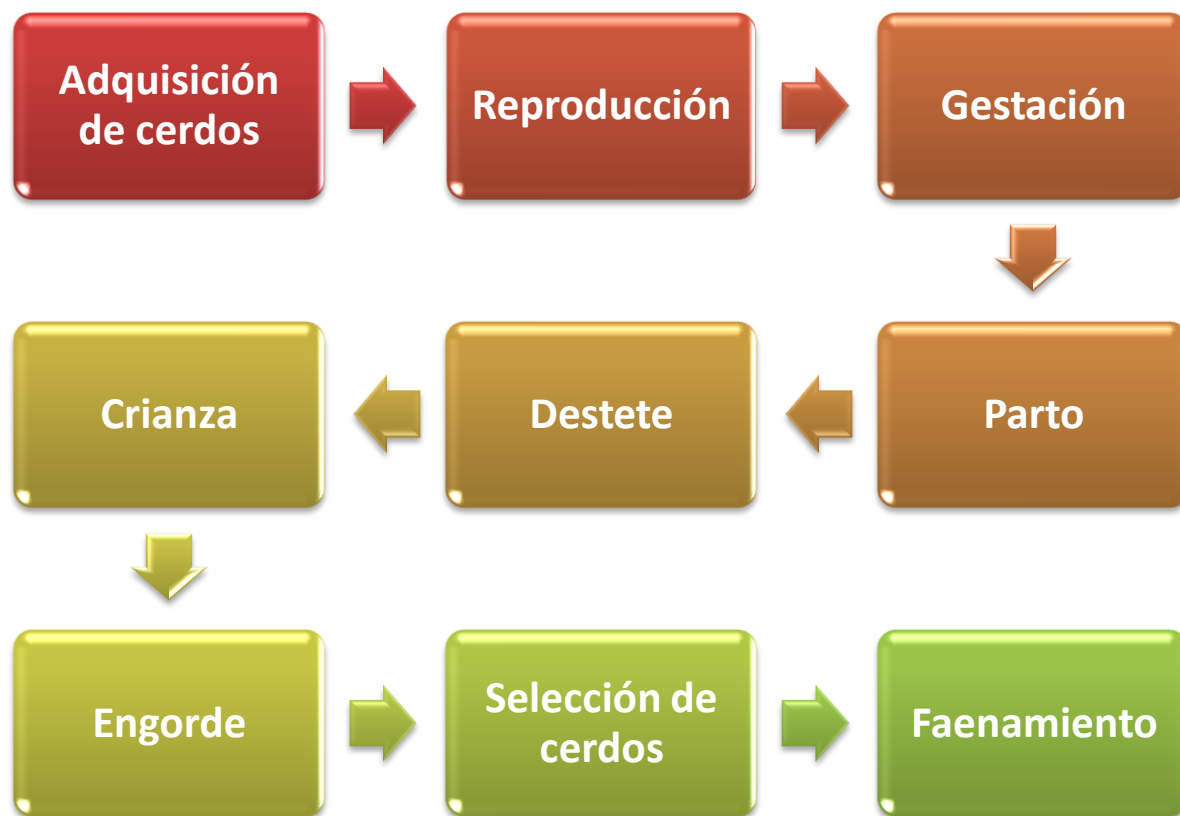 Adquisición
de cerdos
Reproducción
Gestación
Parto
Destete
Crianza
Engorde
Selección de
cerdos
Faenamiento